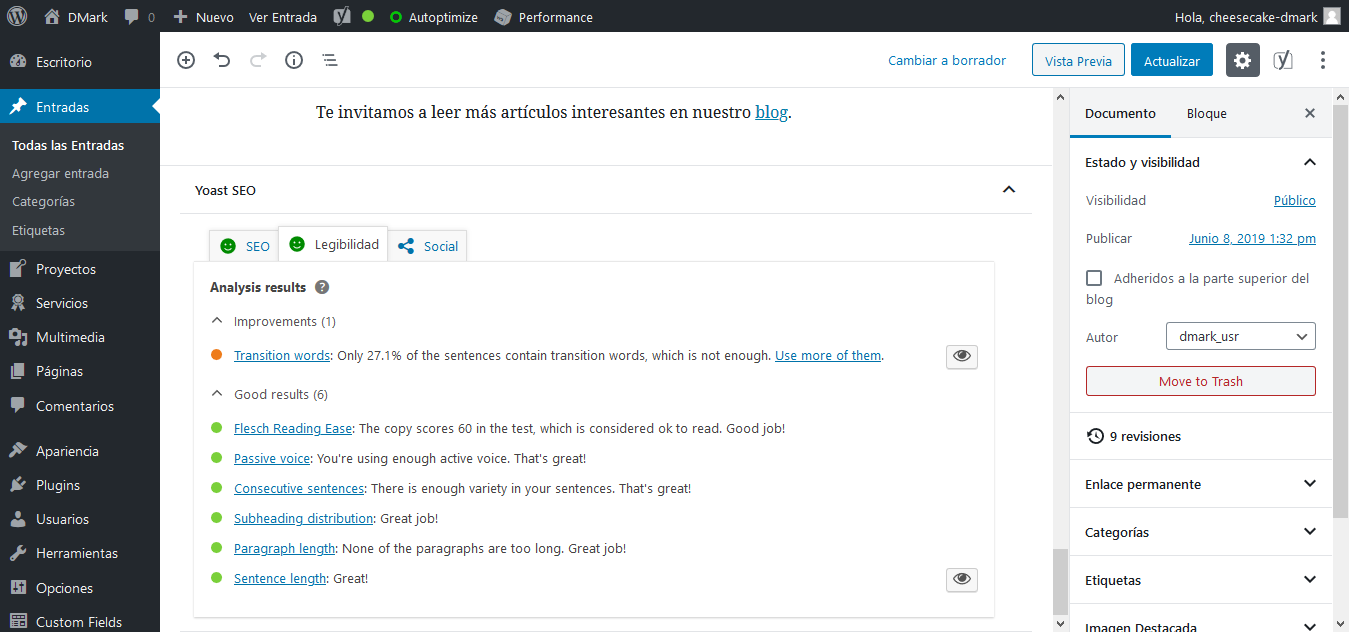 DMark 0 Nuevo Ver Entrada Autoptimize Performance Hola, cheesecake-dmark
Escritorio
Entradas
Todas las Entradas
Agregar entrada
Categorías
Etiquetas
Proyectos
Servicios
Multimedia
Páginas
Comentarios
Apariencia
Plugins
Usuarios
Herramientas
Opciones
Custom Fields
Cambiar a borrador Vista Previa Actualizar
Te invitamos a leer más artículos interesantes en nuestro blog.
Yoast SEO
SEO Legibilidad Social
Analysis results ?
Improvements (1)
Transition words: Only 27.1% of the sentences contain transition words, which is not enough. Use more of them.
Good results (6)
Flesch Reading Ease: The copy scores 60 in the test, which is considered ok to read. Good job!
Passive voice: You're using enough active voice. That's great!
Consecutive sentences: There is enough variety in your sentences. That's great!
Subheading distribution: Great job!
Paragraph length: None of the paragraphs are too long. Great job!
Sentence length: Great!
Documento Bloque
Estado y visibilidad
Visibilidad Público
Publicar Junio 8, 2019 1:32 pm
Adheridos a la parte superior del
blog
Autor dmark_usr
Move to Trash
9 revisiones
Enlace permanente
Categorías
Etiquetas
Imagen Destacada